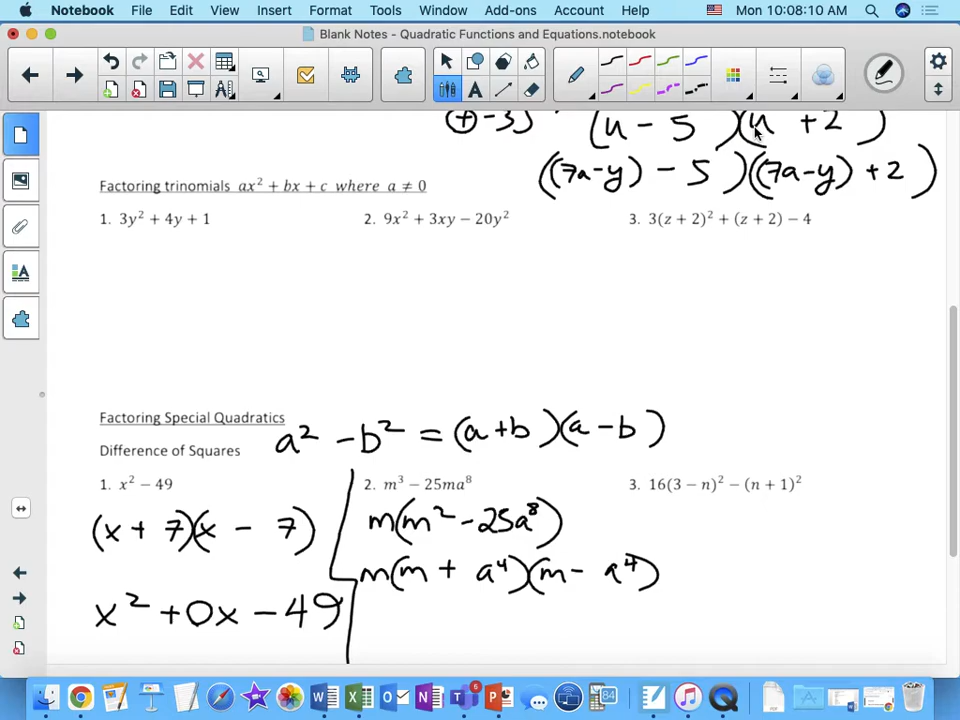 Notebook File Edit View Insert Format Tools Window Add-ons Account Help Mon 10:08:10 AM
Blank Notes - Quadratic Functions and Equations.notebook
(u - 5)(u + 2)
((7a-y) - 5)((7a-y) + 2)
Factoring trinomials ax² + bx + c where a ≠ 0
1. 3y² + 4y + 1 2. 9x² + 3xy − 20y² 3. 3(z + 2)² + (z + 2) − 4
Factoring Special Quadratics
a² - b² = (a + b)(a - b)
Difference of Squares
1. x² − 49 2. m³ − 25ma⁸ 3. 16(3 − n)² − (n + 1)²
(x + 7)(x - 7) m(m² - 25a⁸)
m(m + a⁴)(m - a⁴)
x² + 0x - 49
6 84